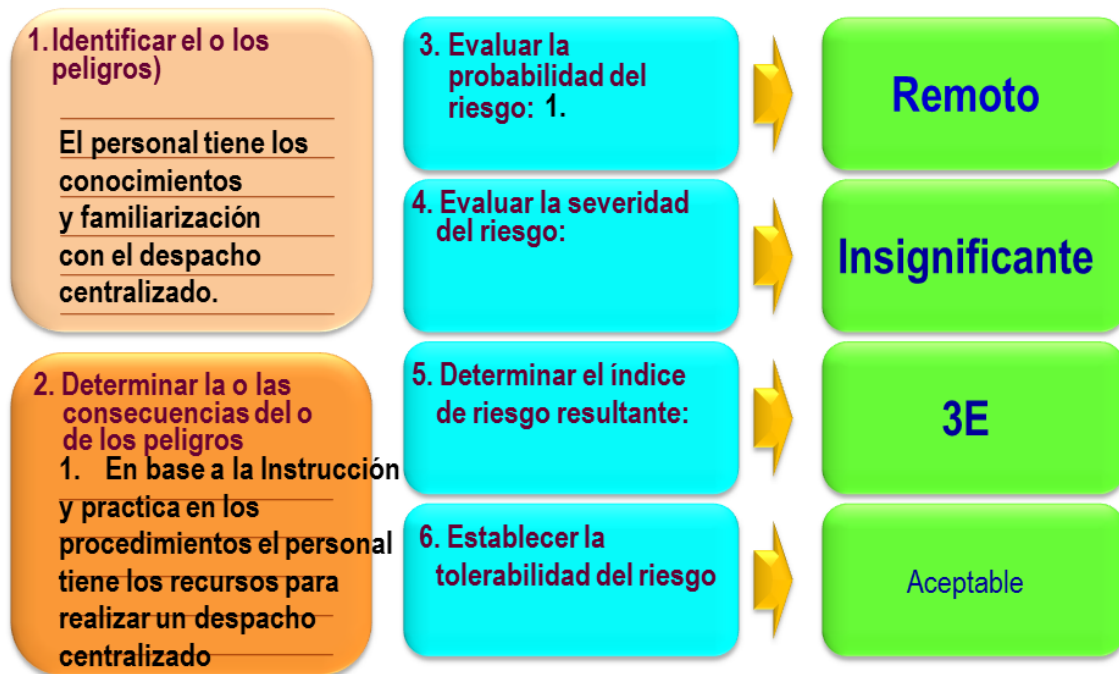 1. Identificar el o los
peligros)
El personal tiene los
conocimientos
y familiarización
con el despacho
centralizado.
2. Determinar la o las
consecuencias del o
de los peligros
1. En base a la Instrucción
y practica en los
procedimientos el personal
tiene los recursos para
realizar un despacho
centralizado
3. Evaluar la
probabilidad del
riesgo: 1.
Remoto
4. Evaluar la severidad
del riesgo:
Insignificante
5. Determinar el índice
de riesgo resultante:
3E
6. Establecer la
tolerabilidad del riesgo
Aceptable